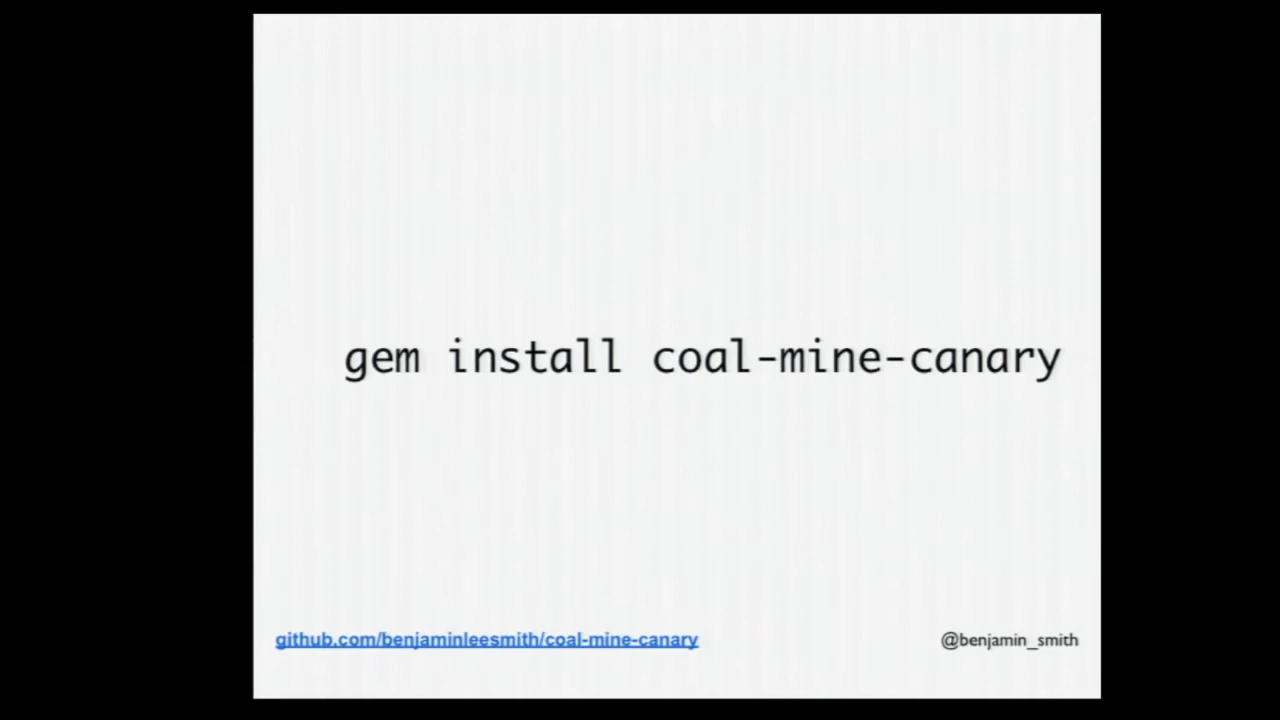 gem install coal-mine-canary
github.com/benjaminleesmith/coal-mine-canary
@benjamin_smith